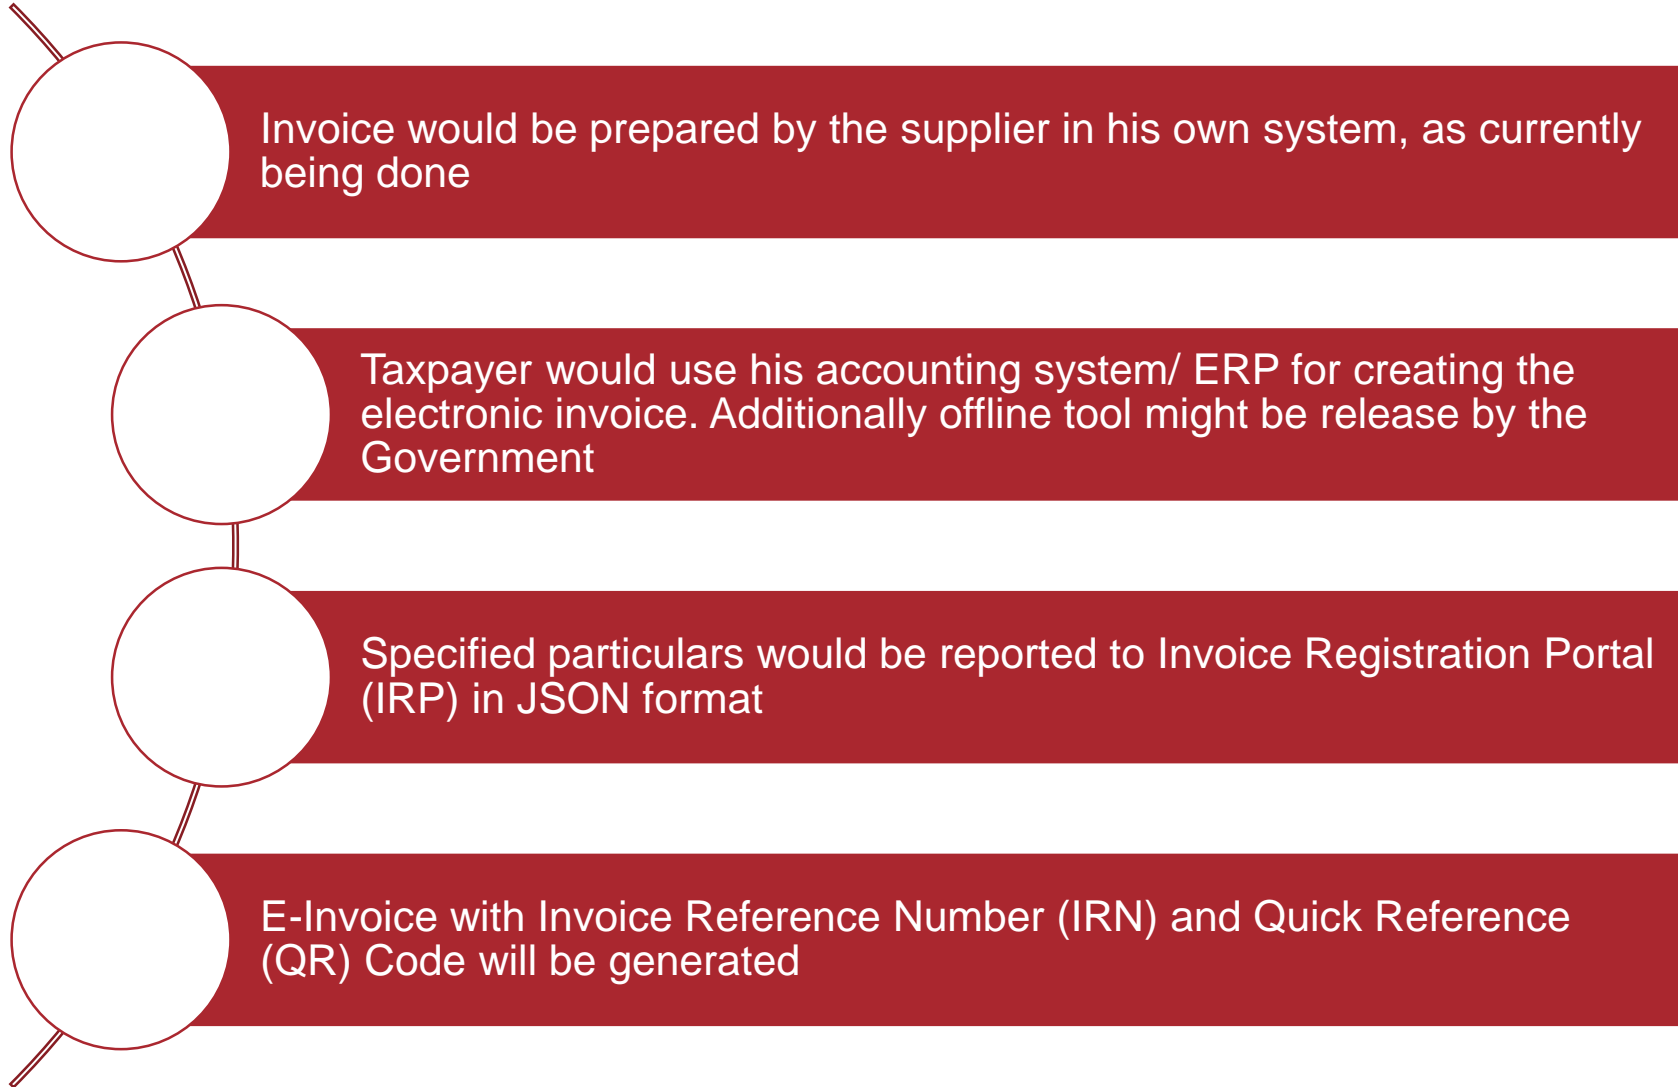 Invoice would be prepared by the supplier in his own system, as currently
being done
Taxpayer would use his accounting system/ ERP for creating the
electronic invoice. Additionally offline tool might be release by the
Government
Specified particulars would be reported to Invoice Registration Portal
(IRP) in JSON format
E-Invoice with Invoice Reference Number (IRN) and Quick Reference
(QR) Code will be generated